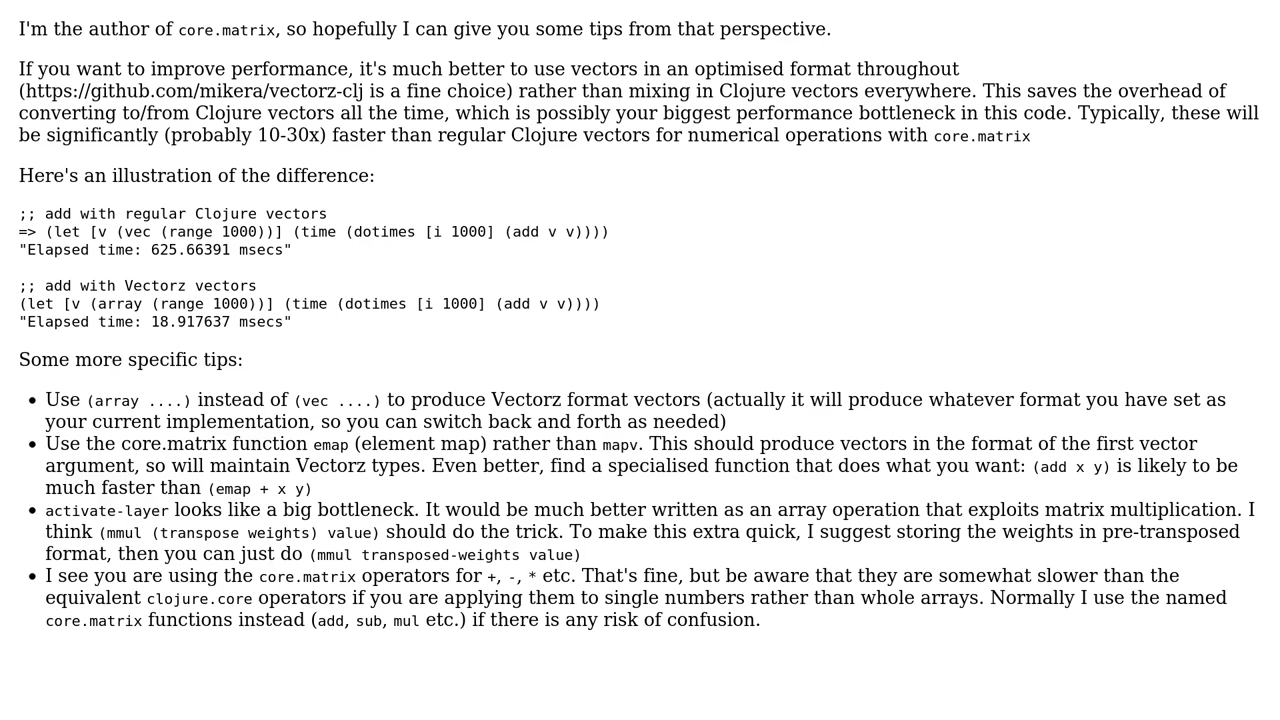 I'm the author of core.matrix, so hopefully I can give you some tips from that perspective.
If you want to improve performance, it's much better to use vectors in an optimised format throughout
(https://github.com/mikera/vectorz-clj is a fine choice) rather than mixing in Clojure vectors everywhere. This saves the overhead of
converting to/from Clojure vectors all the time, which is possibly your biggest performance bottleneck in this code. Typically, these will
be significantly (probably 10-30x) faster than regular Clojure vectors for numerical operations with core.matrix
Here's an illustration of the difference:
;; add with regular Clojure vectors
=> (let [v (vec (range 1000))] (time (dotimes [i 1000] (add v v))))
"Elapsed time: 625.66391 msecs"
;; add with Vectorz vectors
(let [v (array (range 1000))] (time (dotimes [i 1000] (add v v))))
"Elapsed time: 18.917637 msecs"
Some more specific tips:
• Use (array ....) instead of (vec ....) to produce Vectorz format vectors (actually it will produce whatever format you have set as
your current implementation, so you can switch back and forth as needed)
• Use the core.matrix function emap (element map) rather than mapv. This should produce vectors in the format of the first vector
argument, so will maintain Vectorz types. Even better, find a specialised function that does what you want: (add x y) is likely to be
much faster than (emap + x y)
• activate-layer looks like a big bottleneck. It would be much better written as an array operation that exploits matrix multiplication. I
think (mmul (transpose weights) value) should do the trick. To make this extra quick, I suggest storing the weights in pre-transposed
format, then you can just do (mmul transposed-weights value)
• I see you are using the core.matrix operators for +, -, * etc. That's fine, but be aware that they are somewhat slower than the
equivalent clojure.core operators if you are applying them to single numbers rather than whole arrays. Normally I use the named
core.matrix functions instead (add, sub, mul etc.) if there is any risk of confusion.